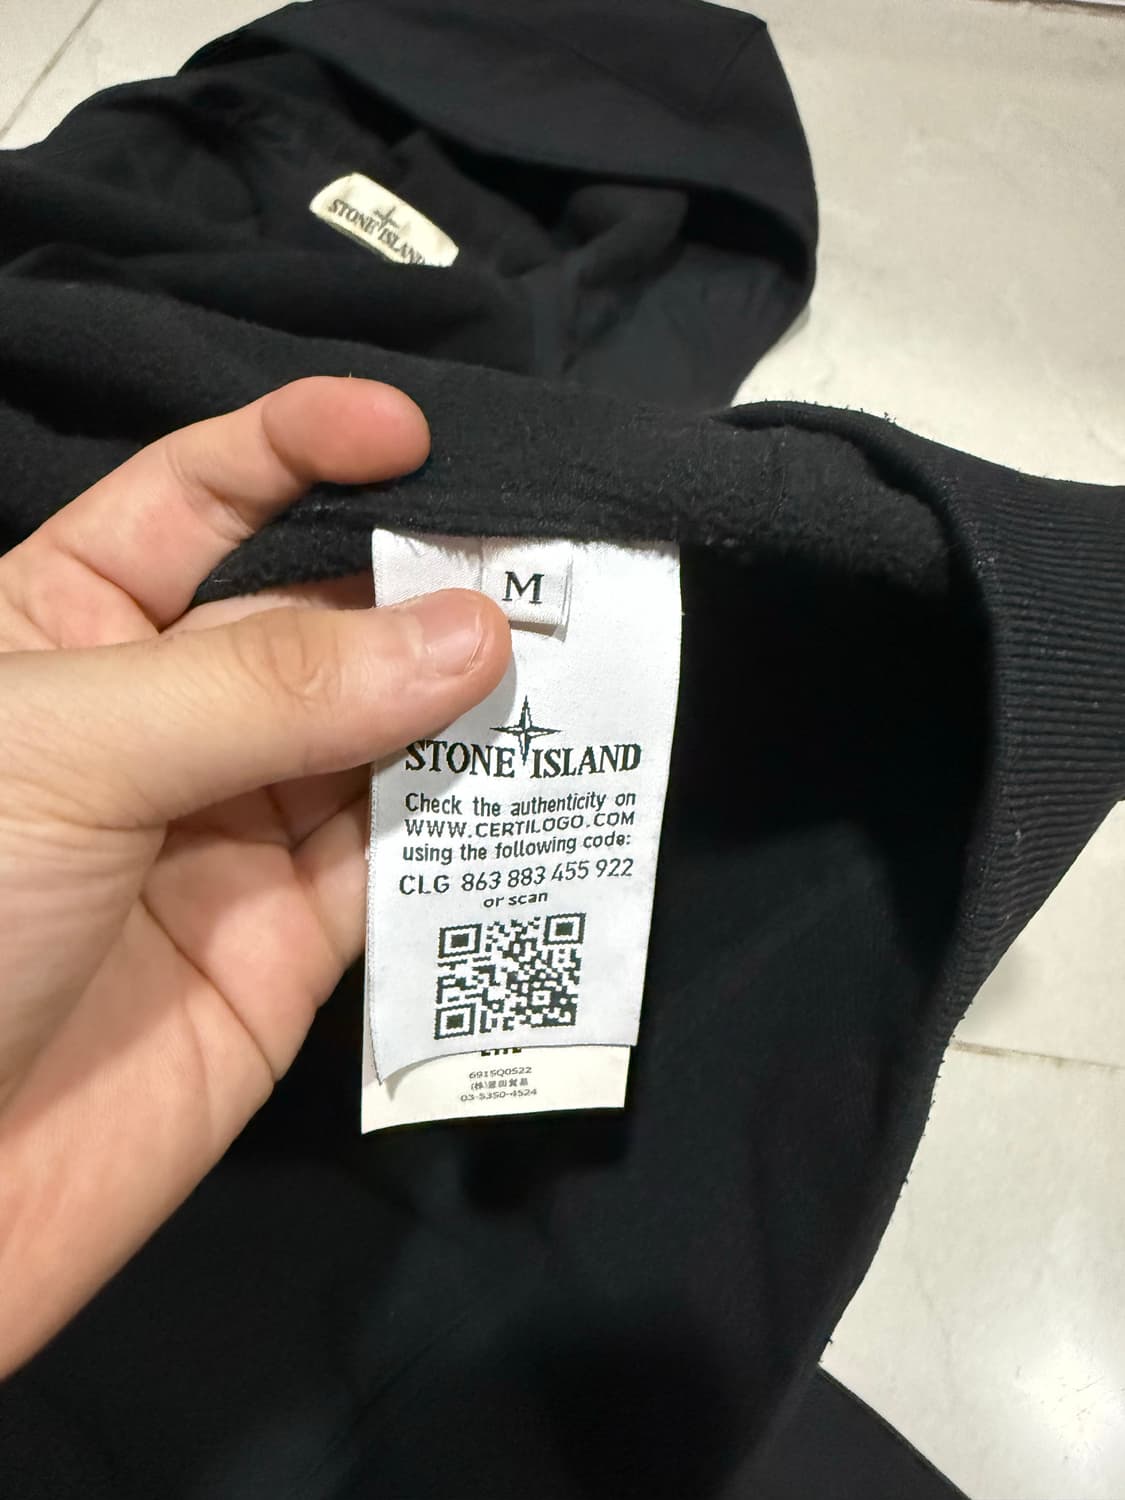 STONE ISLAND
M
STONE ISLAND
Check the authenticity on
WWW.CERTILOGO.COM
using the following code:
CLG 863 883 455 922
or scan
6915Q0522
03-5350-4524